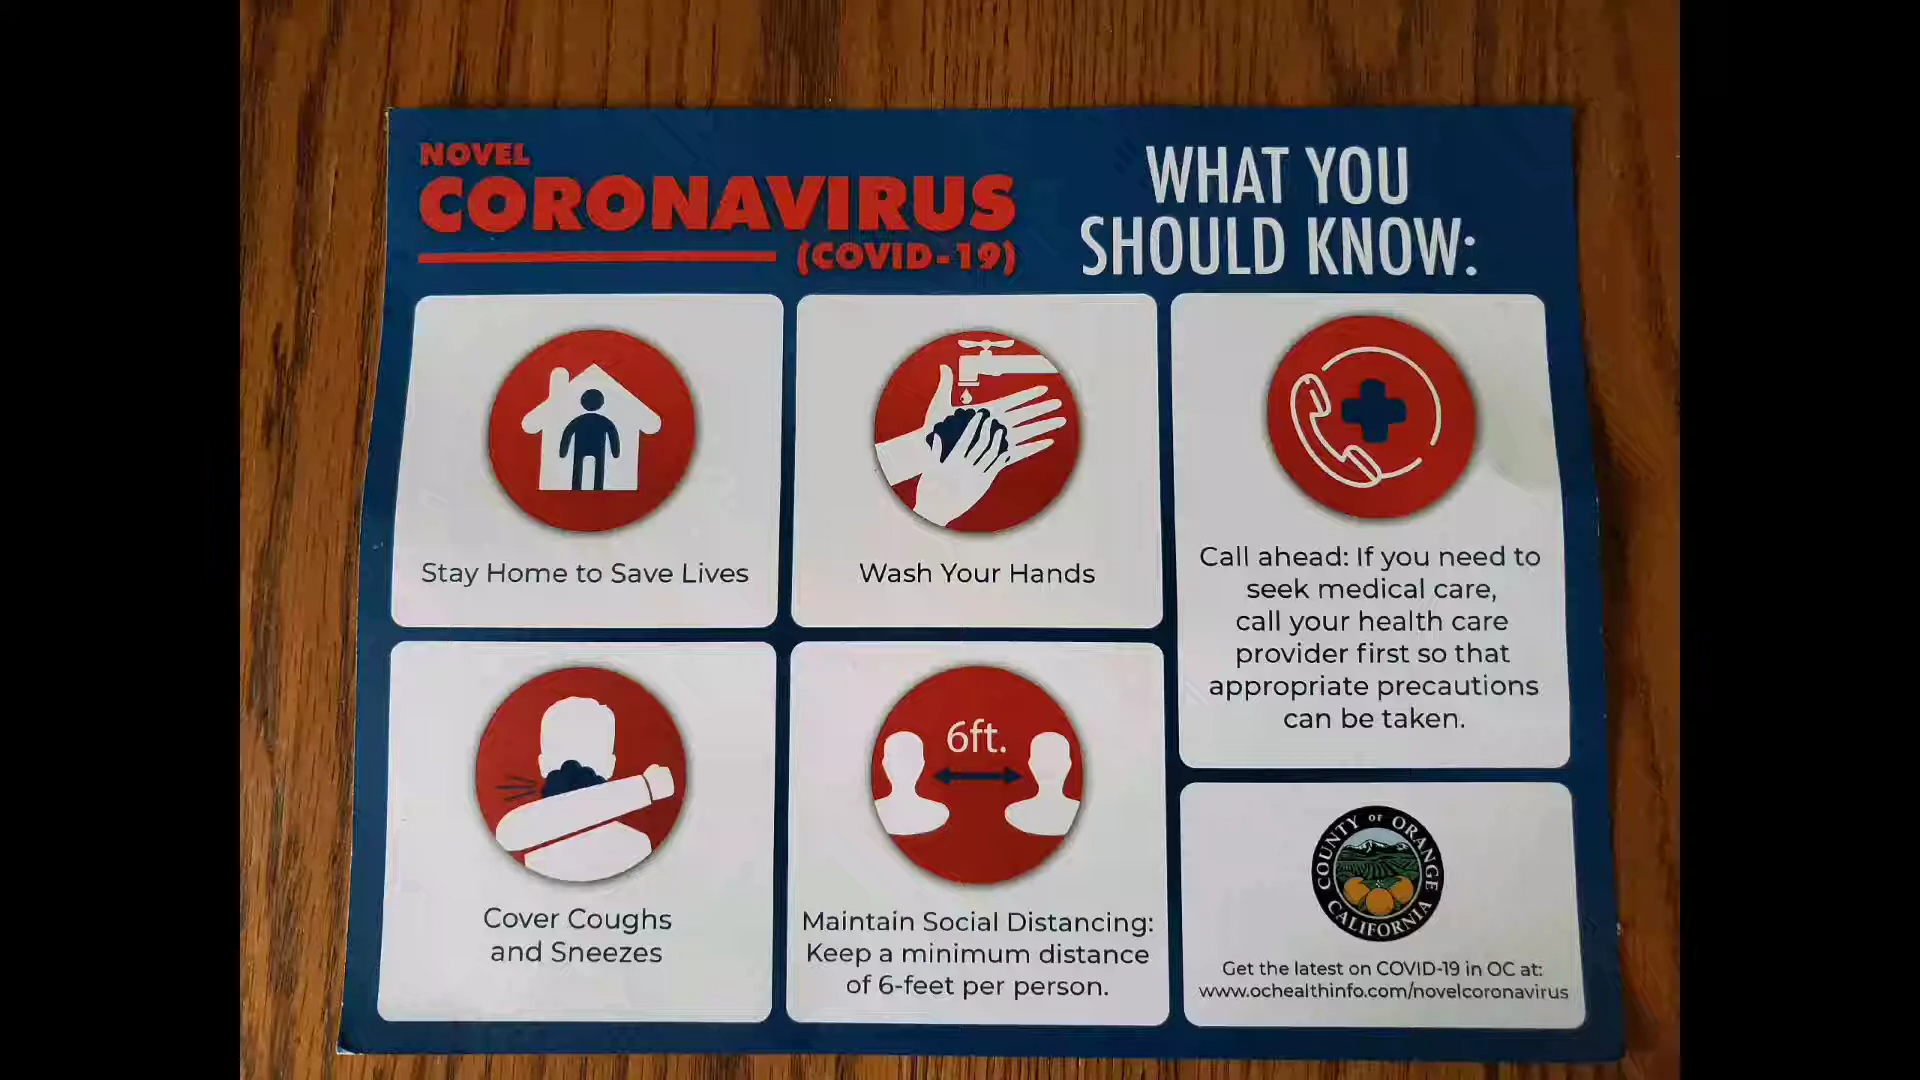 NOVEL
CORONAVIRUS
(COVID-19)
WHAT YOU
SHOULD KNOW:
Stay Home to Save Lives
Wash Your Hands
Call ahead: If you need to
seek medical care,
call your health care
provider first so that
appropriate precautions
can be taken.
Cover Coughs
and Sneezes
6ft.
Maintain Social Distancing:
Keep a minimum distance
of 6-feet per person.
COUNTY OF ORANGE
CALIFORNIA
Get the latest on COVID-19 in OC at:
www.ochealthinfo.com/novelcoronavirus